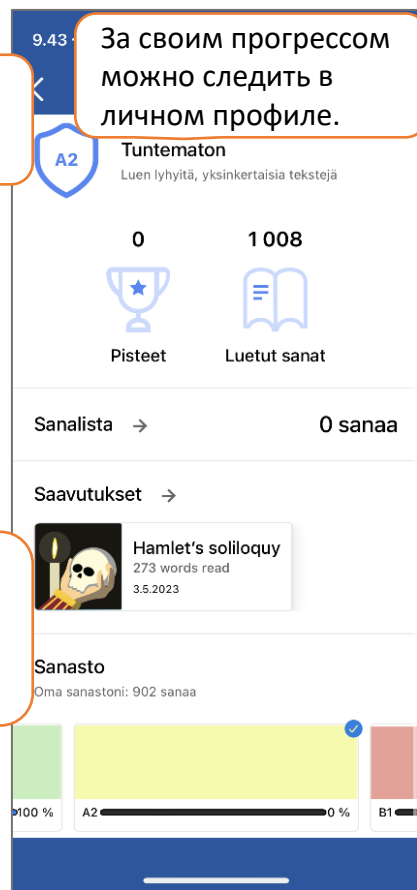 9.43
За своим прогрессом
можно следить в
личном профиле.
A2
Tuntematon
Luen lyhyitä, yksinkertaisia tekstejä
0
1 008
Pisteet
Luetut sanat
Sanalista →
0 sanaa
Saavutukset →
Hamlet's soliloquy
273 words read
3.5.2023
Sanasto
Oma sanastoni: 902 sanaa
100 %
A2
0 %
B1